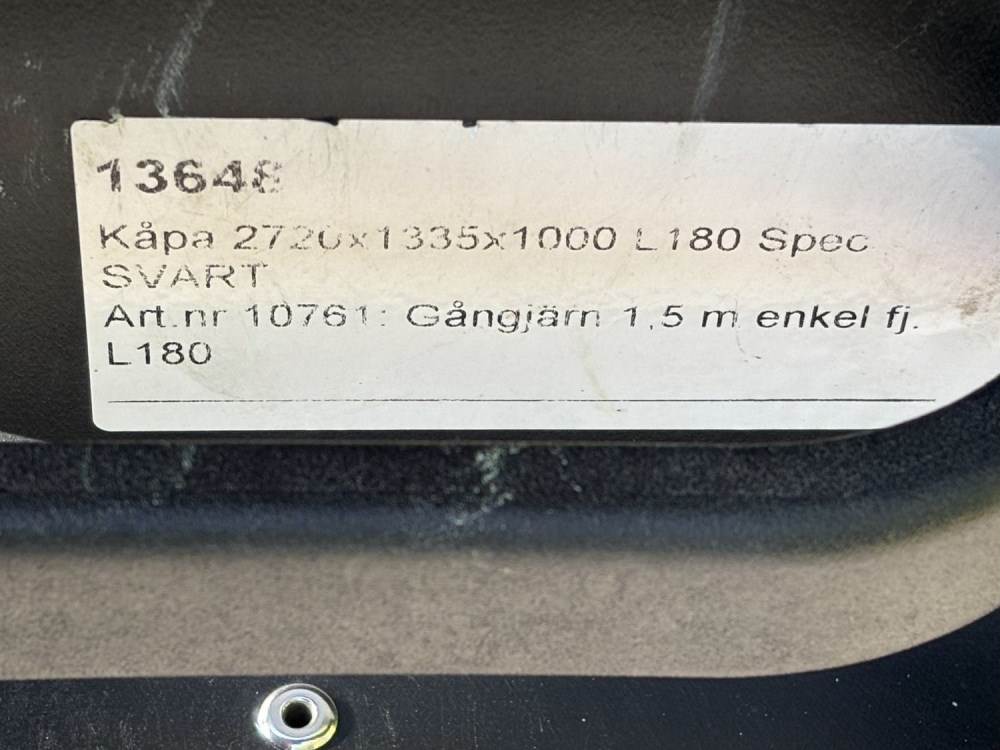 13648
Kåpa 2720x1335x1000 L180 Spec
SVART
Art.nr 10761: Gångjärn 1,5 m enkel fj.
L180